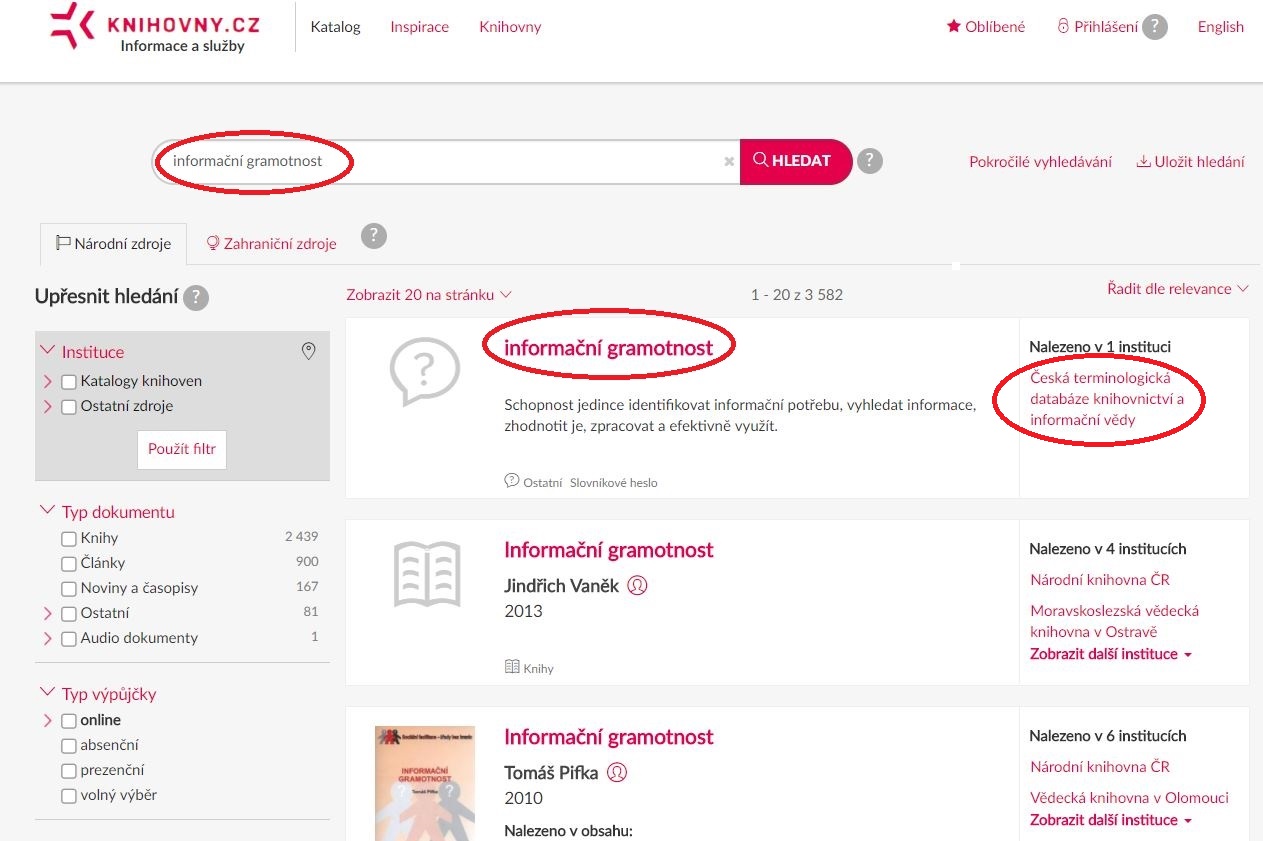 KNIHOVNY.CZ
Informace a služby
Katalog Inspirace Knihovny
Oblíbené Přihlášení ? English
informační gramotnost × HLEDAT ?
Pokročilé vyhledávání Uložit hledání
Národní zdroje Zahraniční zdroje ?
Upřesnit hledání ?
Instituce
Katalogy knihoven
Ostatní zdroje
Použít filtr
Typ dokumentu
Knihy 2 439
Články 900
Noviny a časopisy 167
Ostatní 81
Audio dokumenty 1
Typ výpůjčky
online
absenční
prezenční
volný výběr
Zobrazit 20 na stránku 1 - 20 z 3 582 Řadit dle relevance
?
informační gramotnost
Schopnost jedince identifikovat informační potřebu, vyhledat informace,
zhodnotit je, zpracovat a efektivně využít.
Ostatní Slovníkové heslo
Nalezeno v 1 instituci
Česká terminologická
databáze knihovnictví a
informační vědy
Informační gramotnost
Jindřich Vaněk
2013
Knihy
Nalezeno v 4 institucích
Národní knihovna ČR
Moravskoslezská vědecká
knihovna v Ostravě
Zobrazit další instituce
INFORMAČNÍ
GRAMOTNOST
Tomáš Pifka
? ?
Informační gramotnost
Tomáš Pifka
2010
Nalezeno v obsahu:
Nalezeno v 6 institucích
Národní knihovna ČR
Vědecká knihovna v Olomouci
Zobrazit další instituce